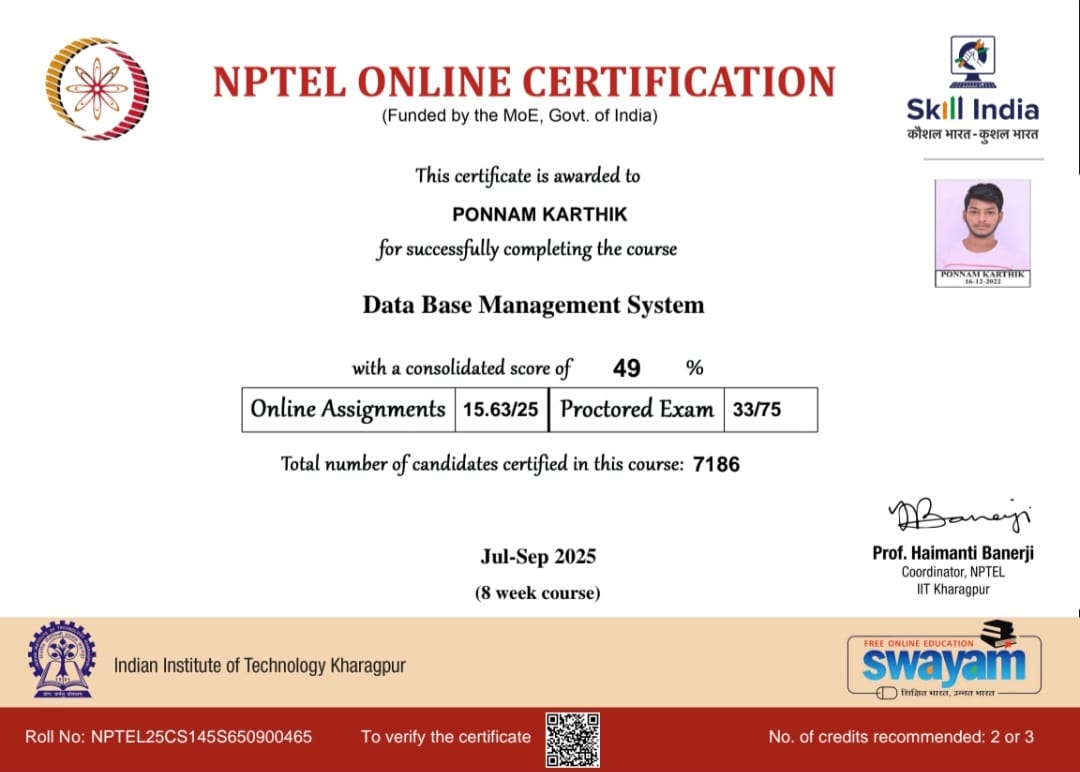 NPTEL ONLINE CERTIFICATION
(Funded by the MoE, Govt. of India)
Skill India
कौशल भारत - कुशल भारत
This certificate is awarded to
PONNAM KARTHIK
for successfully completing the course
PONNAM KARTHIK
16-12-2022
Data Base Management System
with a consolidated score of 49 %
Online Assignments 15.63/25 Proctored Exam 33/75
Total number of candidates certified in this course: 7186
Jul-Sep 2025
(8 week course)
Banerji
Prof. Haimanti Banerji
Coordinator, NPTEL
IIT Kharagpur
Indian Institute of Technology Kharagpur
FREE ONLINE EDUCATION
swayam
शिक्षित भारत, उन्नत भारत
Roll No: NPTEL25CS145S650900465 To verify the certificate No. of credits recommended: 2 or 3